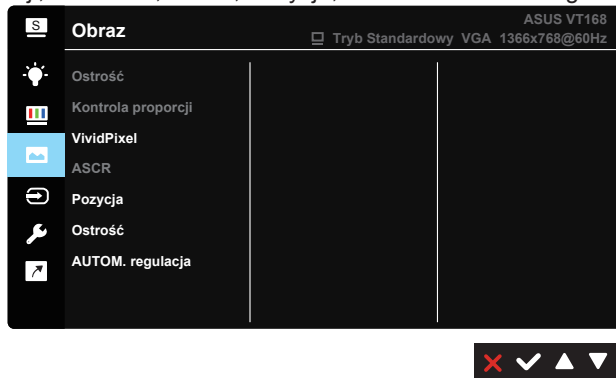 S
Obraz
ASUS VT168
Tryb Standardowy VGA 1366x768@60Hz
Ostrość
Kontrola proporcji
VividPixel
ASCR
Pozycja
Ostrość
AUTOM. regulacja